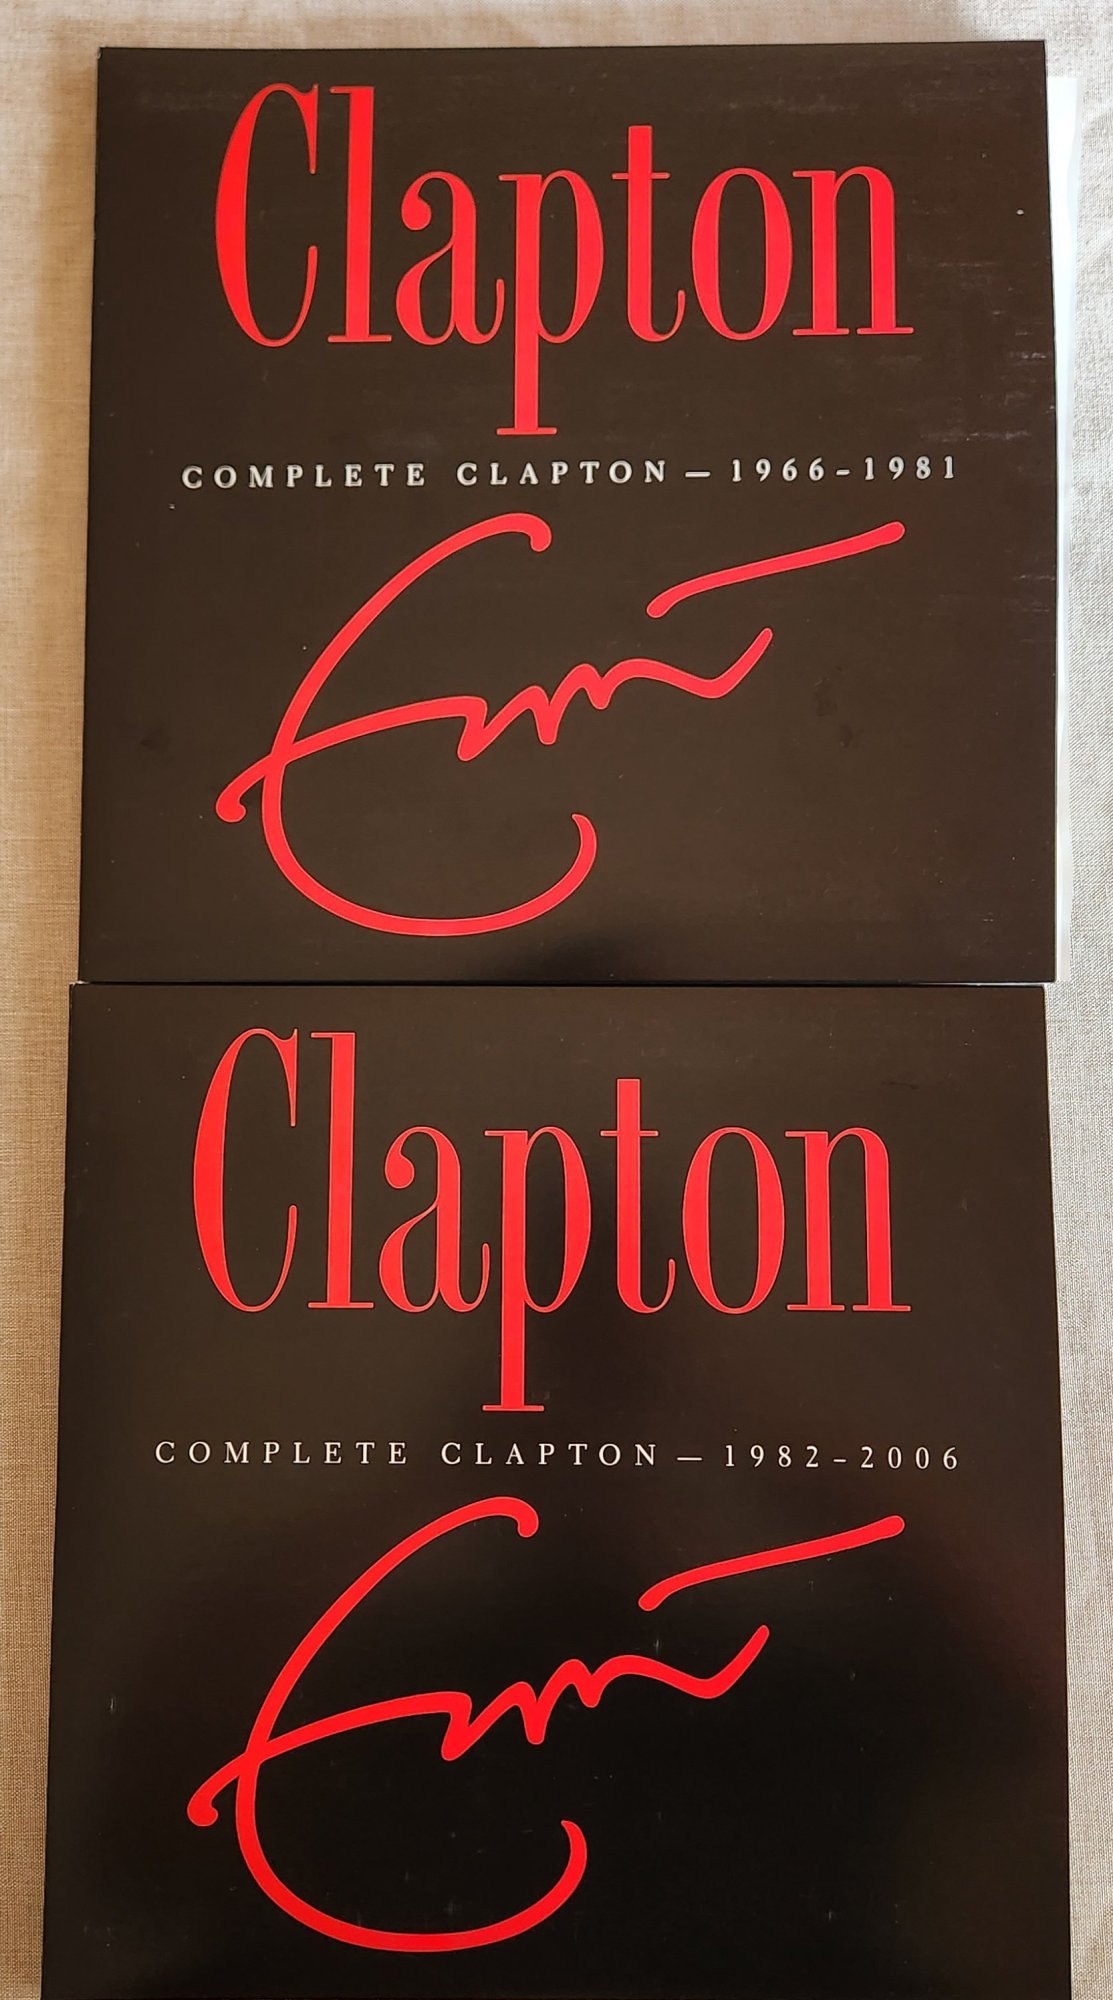 Clapton
COMPLETE CLAPTON — 1966-1981
Eric
Clapton
COMPLETE CLAPTON — 1982-2006
Eric